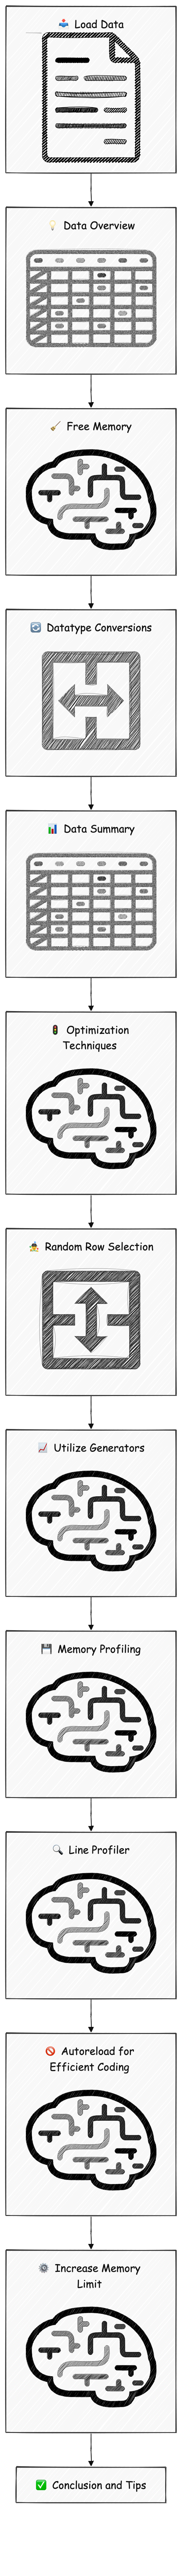 📥 Load Data
💡 Data Overview
🧹 Free Memory
🔄 Datatype Conversions
📊 Data Summary
🚦 Optimization
Techniques
🎲 Random Row Selection
📈 Utilize Generators
💾 Memory Profiling
🔍 Line Profiler
🚫 Autoreload for
Efficient Coding
⚙️ Increase Memory
Limit
✅ Conclusion and Tips